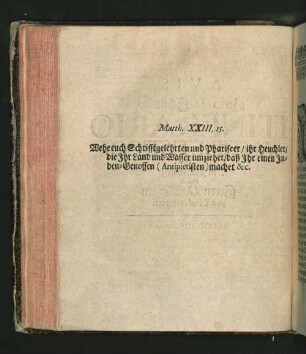 Matth. XXIII. 15.
Wehe euch Schrifftgelehrten und Phariseer / ihr Heuchler /
die Ihr Land und Wasser umziehet / daß Ihr einen Jü-
den-Genossen (Antipietisten) machet &c.